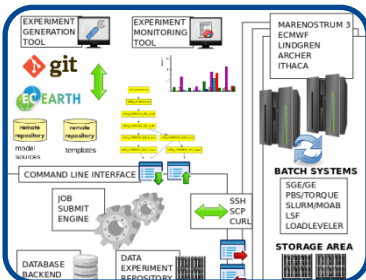 EXPERIMENT
GENERATION
TOOL
EXPERIMENT
MONITORING
TOOL
MARENOSTRUM 3
ECMWF
LINDGREN
ARCHER
ITHACA
git
EC EARTH
remote
repository
remote
repository
model
sources
templates
COMMAND LINE INTERFACE
BATCH SYSTEMS
SGE/GE
PBS/TORQUE
SLURM/MOAB
LSF
LOADLEVELER
JOB
SUBMIT
ENGINE
SSH
SCP
CURL
STORAGE AREA
DATABASE
BACKEND
DATA
EXPERIMENT
REPOSITORY